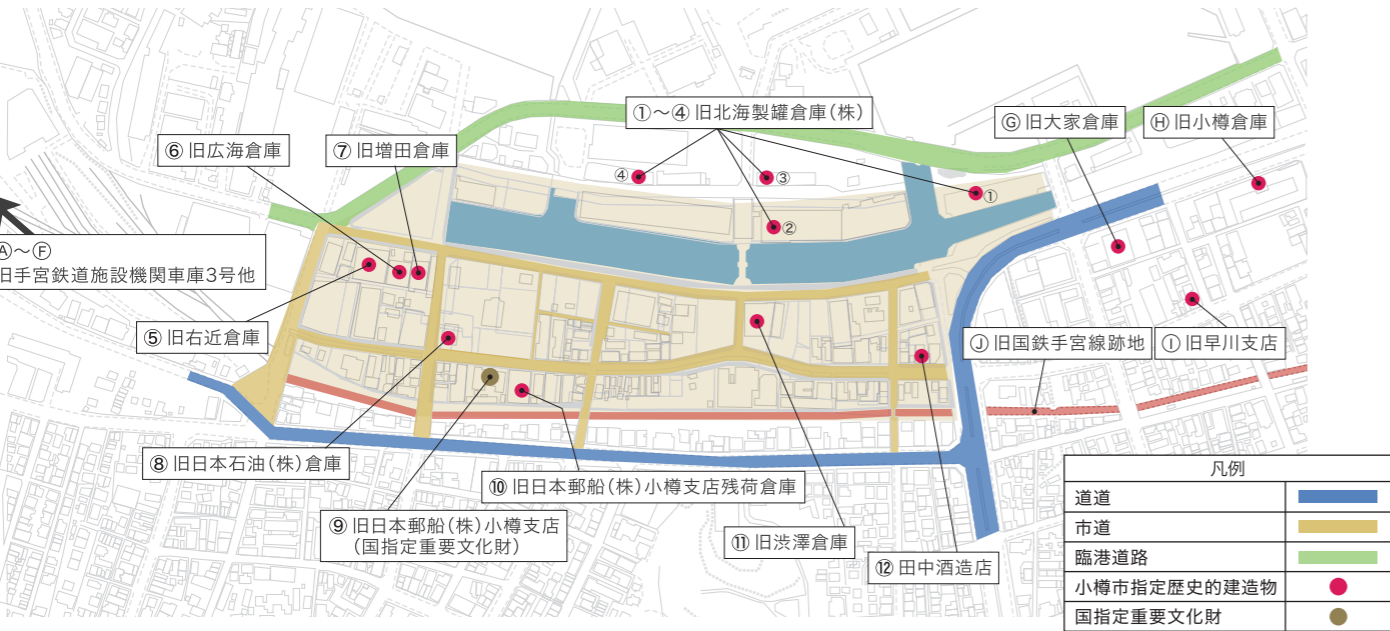 ①～④ 旧北海製罐倉庫(株)
Ⓖ 旧大家倉庫
Ⓗ 旧小樽倉庫
⑥ 旧広海倉庫
⑦ 旧増田倉庫
④
③
①
②
Ⓐ～Ⓕ
旧手宮鉄道施設機関車庫3号他
⑤ 旧右近倉庫
Ⓙ 旧国鉄手宮線跡地
Ⓘ 旧早川支店
⑧ 旧日本石油(株)倉庫
⑩ 旧日本郵船(株)小樽支店残荷倉庫
⑨ 旧日本郵船(株)小樽支店
(国指定重要文化財)
⑪ 旧渋澤倉庫
⑫ 田中酒造店
凡例
道道
市道
臨港道路
小樽市指定歴史的建造物
国指定重要文化財